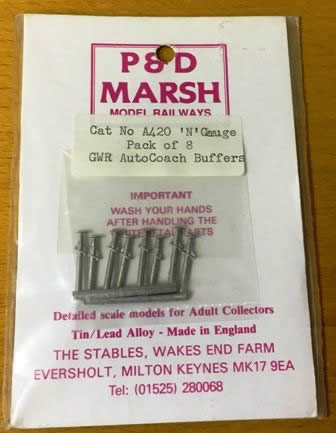 P&D
MARSH
MODEL RAILWAYS
Cat No A420 'N'Gauge
Pack of 8
GWR AutoCoach Buffers
IMPORTANT
WASH YOUR HANDS
AFTER HANDLING THE
PARTS
Detailed scale models for Adult Collectors
Tin/Lead Alloy - Made in England
THE STABLES, WAKES END FARM
EVERSHOLT, MILTON KEYNES MK17 9EA
Tel: (01525) 280068